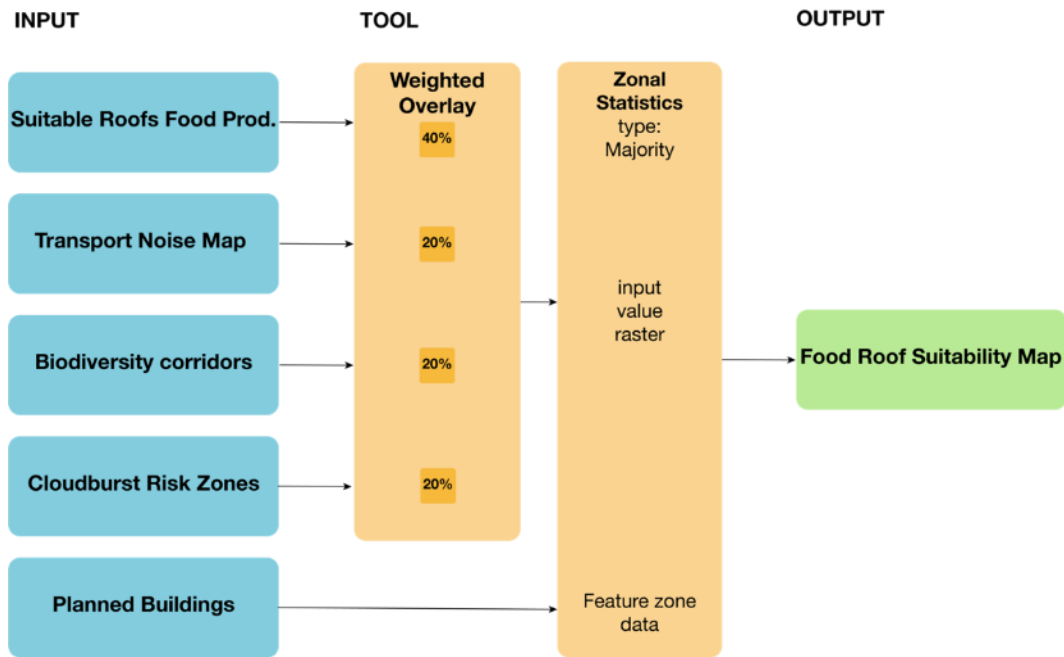 INPUT
TOOL
OUTPUT
Suitable Roofs Food Prod.
Transport Noise Map
Biodiversity corridors
Cloudburst Risk Zones
Planned Buildings
Weighted
Overlay
40%
20%
20%
20%
Zonal
Statistics
type:
Majority
input
value
raster
Feature zone
data
Food Roof Suitability Map